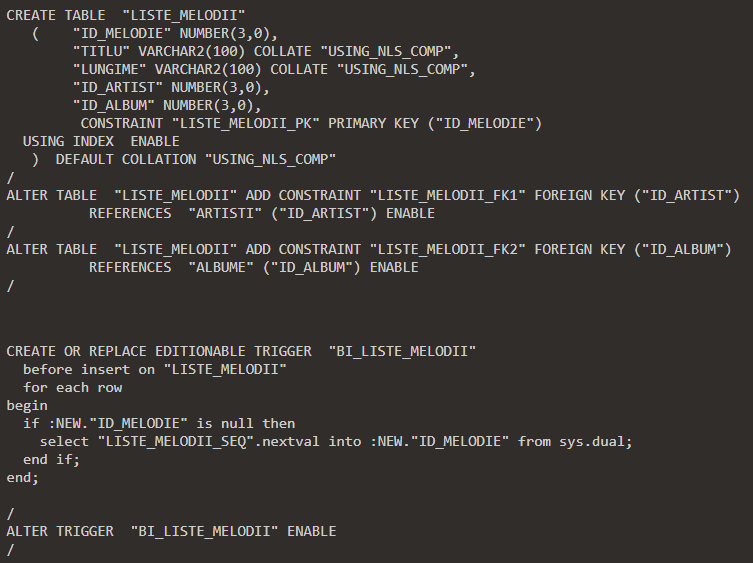 CREATE TABLE  "LISTE_MELODII"
   (    "ID_MELODIE" NUMBER(3,0),
        "TITLU" VARCHAR2(100) COLLATE "USING_NLS_COMP",
        "LUNGIME" VARCHAR2(100) COLLATE "USING_NLS_COMP",
        "ID_ARTIST" NUMBER(3,0),
        "ID_ALBUM" NUMBER(3,0),
         CONSTRAINT "LISTE_MELODII_PK" PRIMARY KEY ("ID_MELODIE")
  USING INDEX  ENABLE
   )  DEFAULT COLLATION "USING_NLS_COMP"
/
ALTER TABLE  "LISTE_MELODII" ADD CONSTRAINT "LISTE_MELODII_FK1" FOREIGN KEY ("ID_ARTIST")
          REFERENCES  "ARTISTI" ("ID_ARTIST") ENABLE
/
ALTER TABLE  "LISTE_MELODII" ADD CONSTRAINT "LISTE_MELODII_FK2" FOREIGN KEY ("ID_ALBUM")
          REFERENCES  "ALBUME" ("ID_ALBUM") ENABLE
/
CREATE OR REPLACE EDITIONABLE TRIGGER  "BI_LISTE_MELODII"
  before insert on "LISTE_MELODII"
  for each row
begin
  if :NEW."ID_MELODIE" is null then
    select "LISTE_MELODII_SEQ".nextval into :NEW."ID_MELODIE" from sys.dual;
  end if;
end;
/
ALTER TRIGGER  "BI_LISTE_MELODII" ENABLE
/